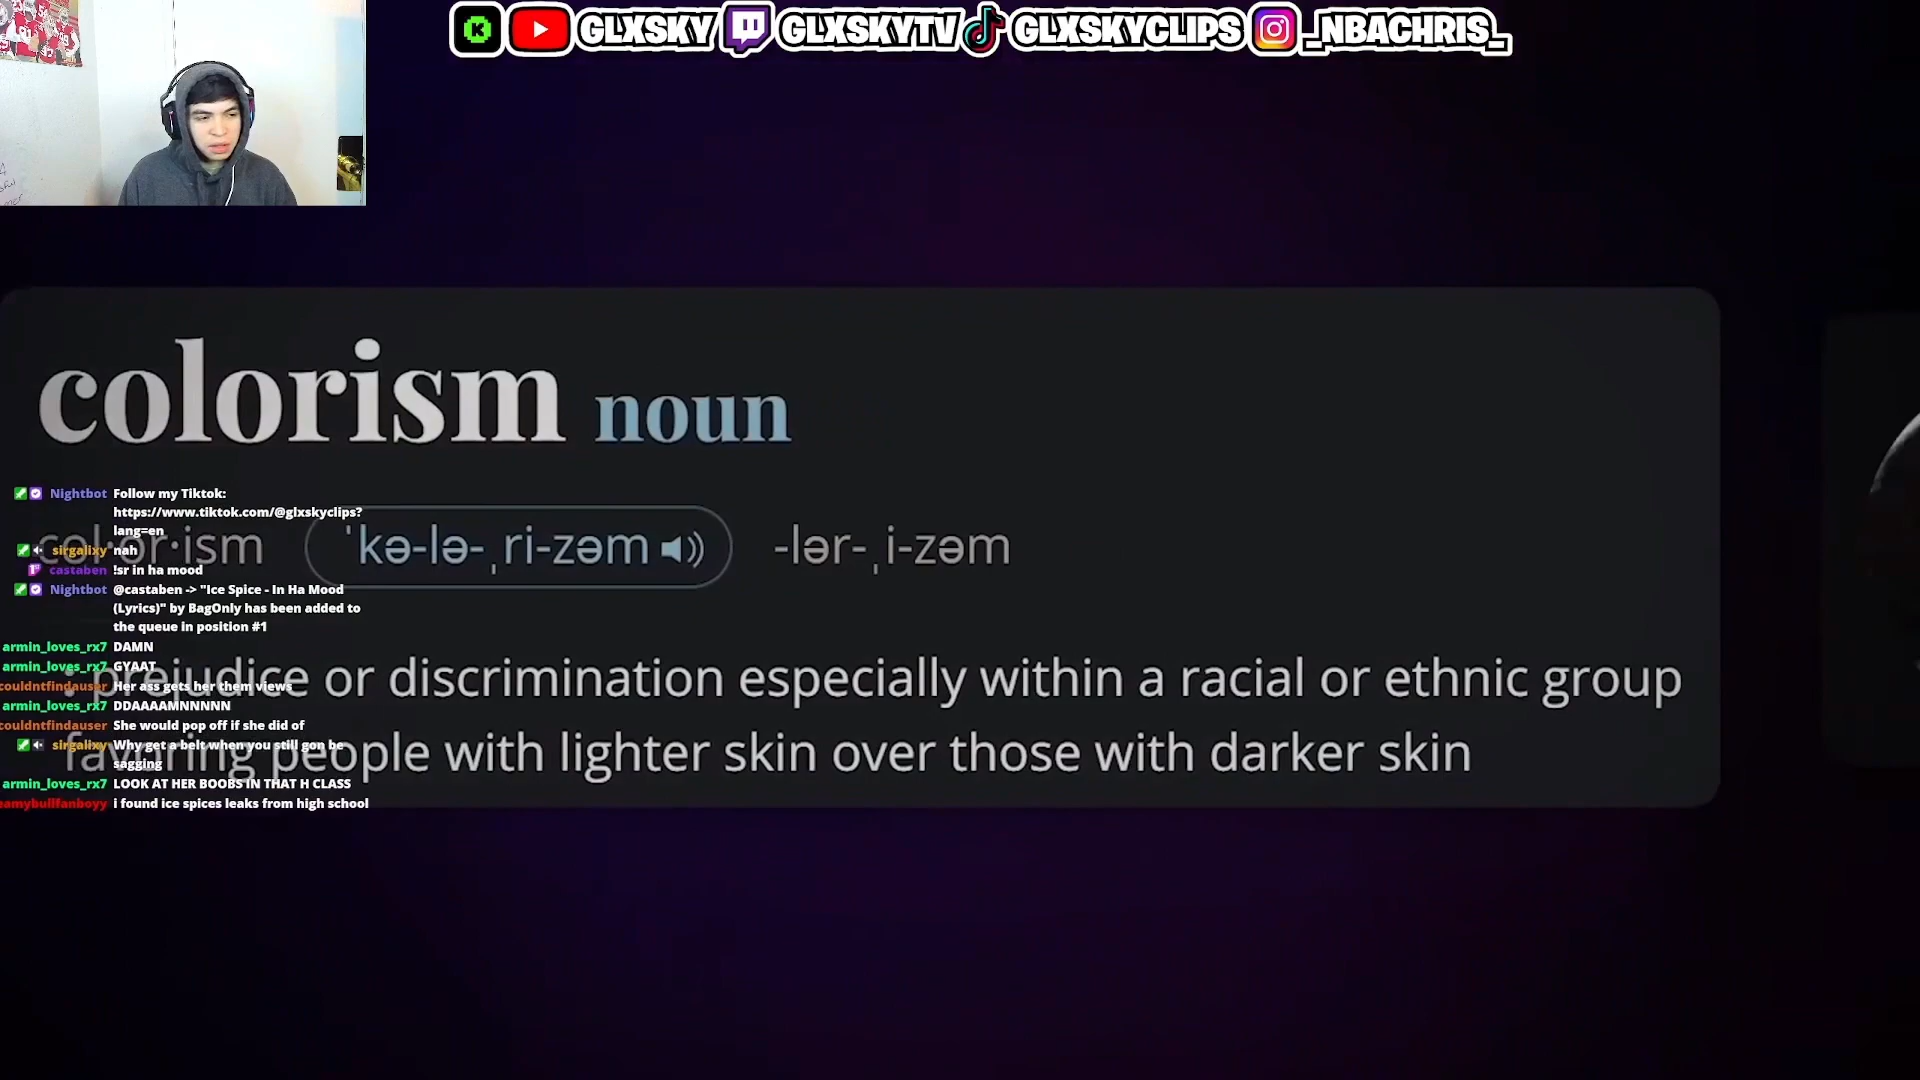 GLXSKY GLXSKYTV GLXSKYCLIPS _NBACHRIS_
colorism noun
col·or·ism ˈkə-lə-ˌri-zəm -lər-ˌi-zəm
: prejudice or discrimination especially within a racial or ethnic group
favoring people with lighter skin over those with darker skin
Nightbot Follow my Tiktok:
https://www.tiktok.com/@glxskyclips?
lang=en
sirgalixy nah
castaben !sr in ha mood
Nightbot @castaben -> "Ice Spice - In Ha Mood
(Lyrics)" by BagOnly has been added to
the queue in position #1
armin_loves_rx7 DAMN
armin_loves_rx7 GYAAT
couldntfindauser Her ass gets her them views
armin_loves_rx7 DDAAAAMNNNNN
couldntfindauser She would pop off if she did of
sirgalixy Why get a belt when you still gon be
sagging
armin_loves_rx7 LOOK AT HER BOOBS IN THAT H CLASS
eamybullfanboyy i found ice spices leaks from high school